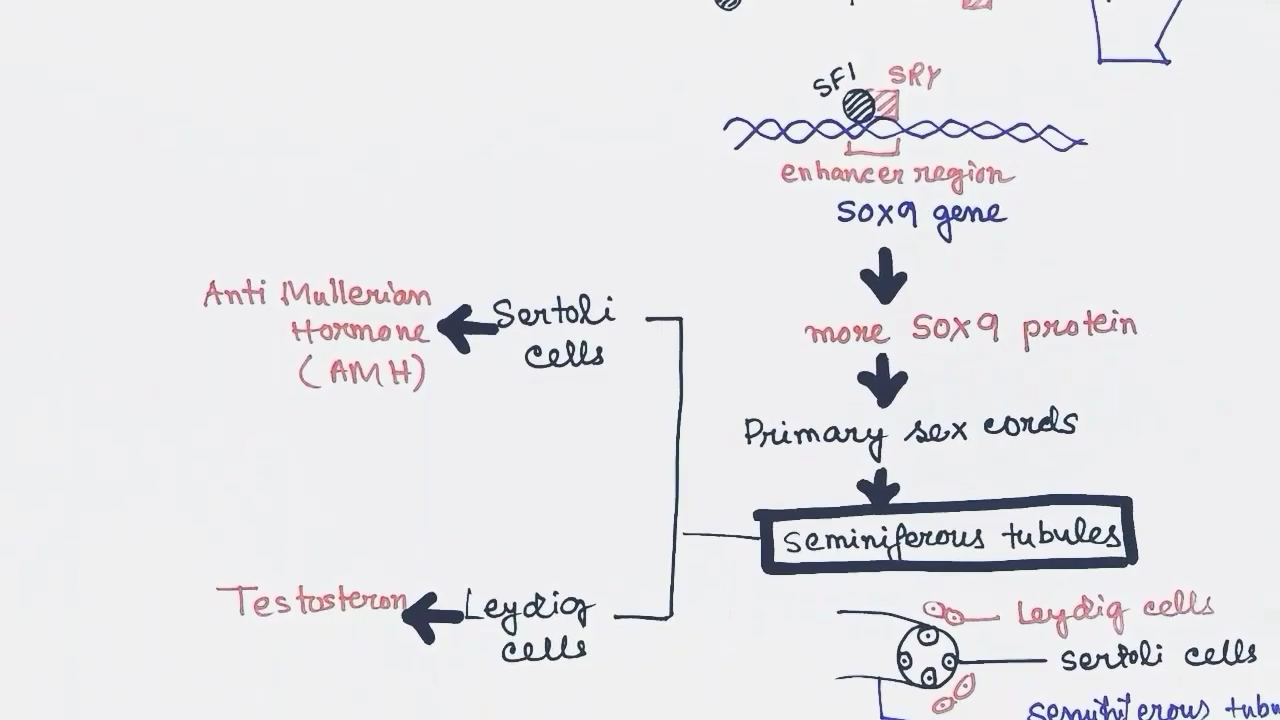 SF1 SRY
enhancer region
SOX9 gene
Anti Mullerian
Hormone
(AMH)
Sertoli
cells
more SOX9 protein
Primary sex cords
seminiferous tubules
Testosteron
Leydig
cells
Leydig cells
sertoli cells